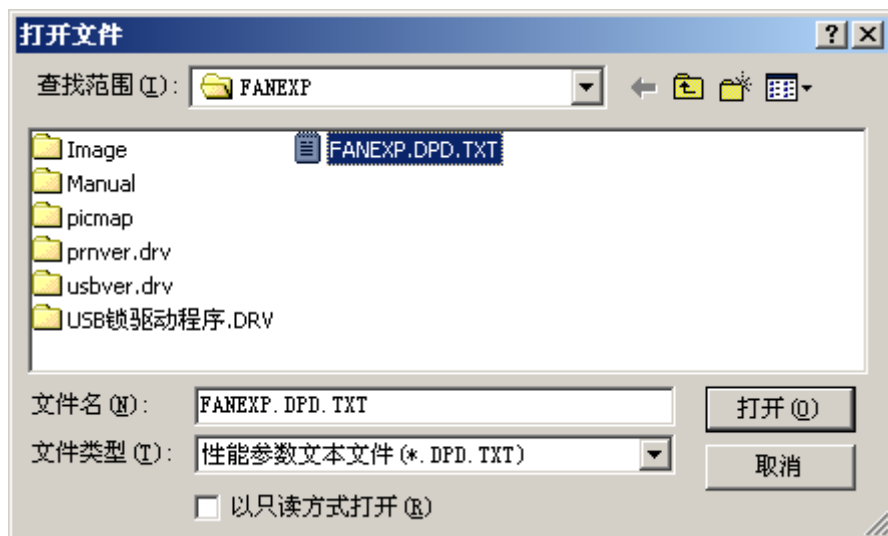 打开文件
查找范围(I): FANEXP
Image
Manual
picmap
prnver.drv
usbver.drv
USB锁驱动程序.DRV
FANEXP.DPD.TXT
文件名(N): FANEXP.DPD.TXT 打开(O)
文件类型(T): 性能参数文本文件(*.DPD.TXT) 取消
以只读方式打开(R)